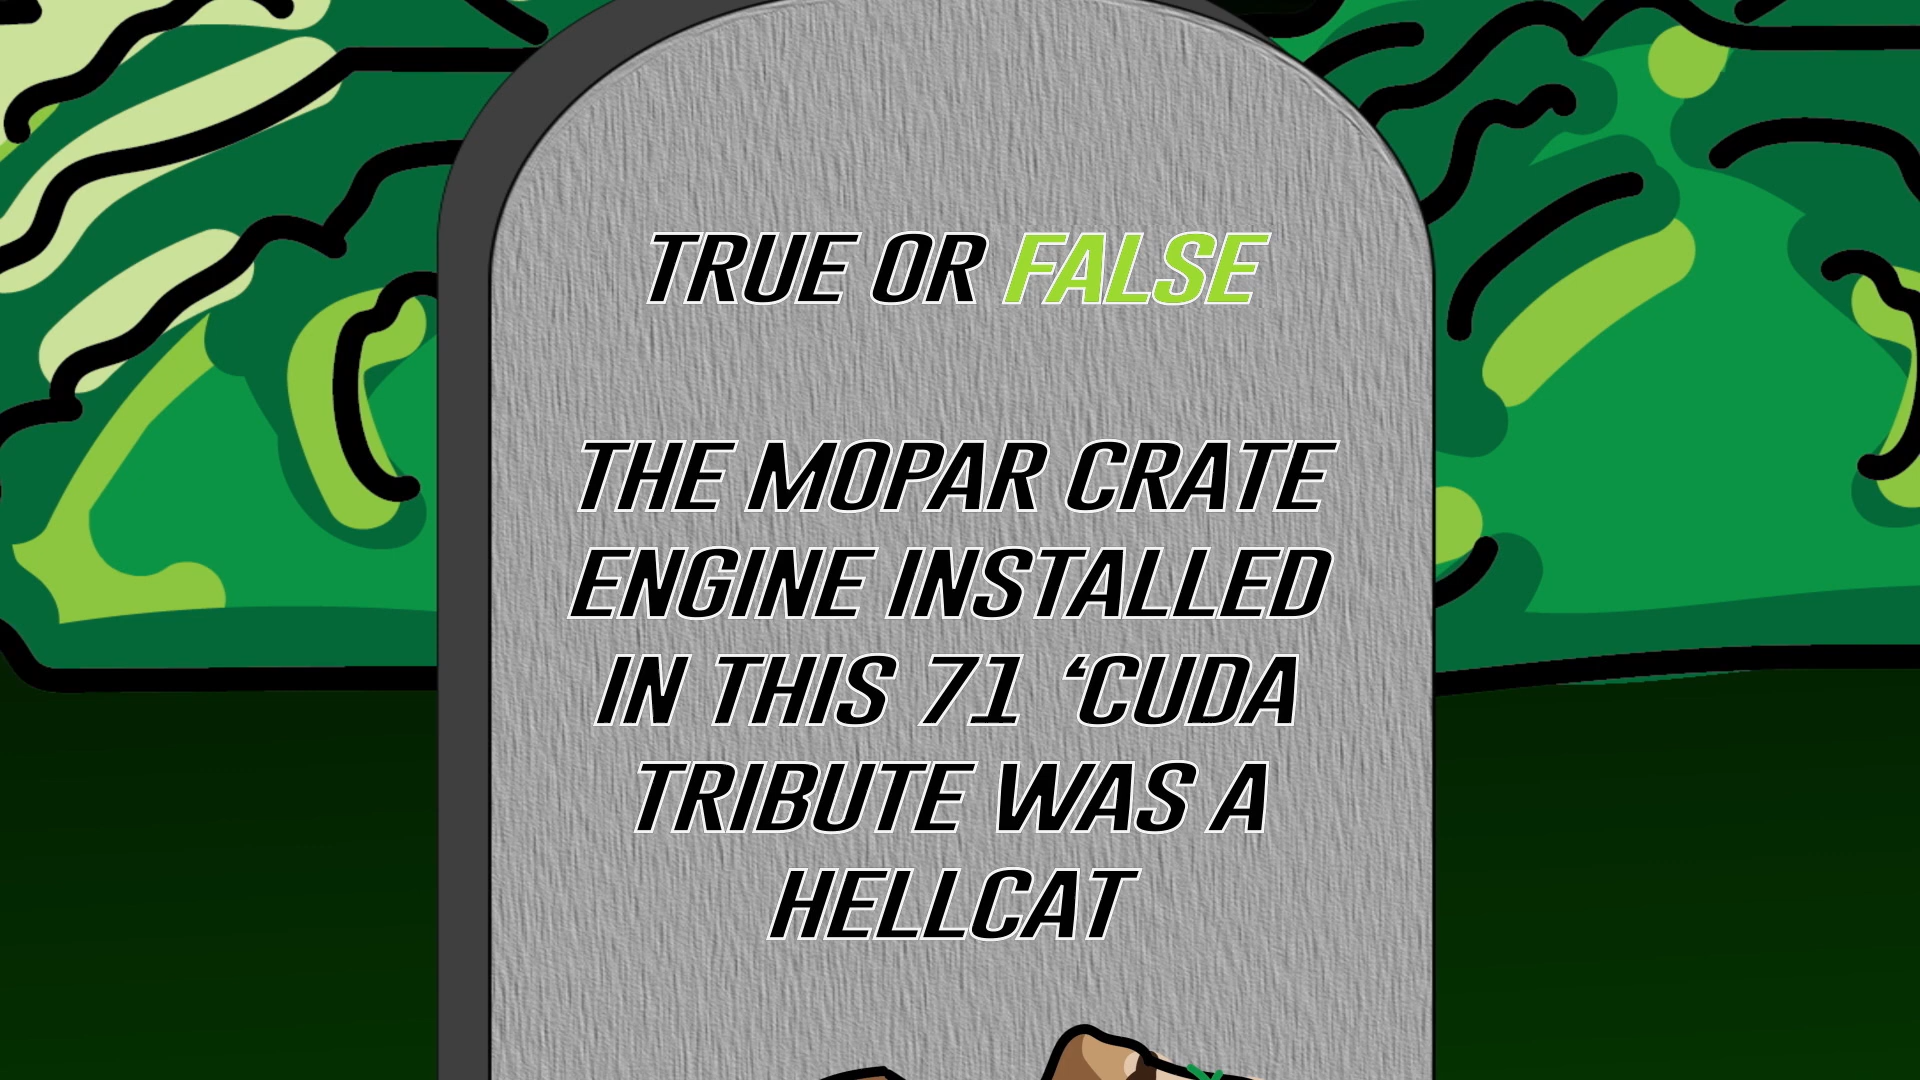 TRUE OR FALSE
THE MOPAR CRATE
ENGINE INSTALLED
IN THIS 71 ‘CUDA
TRIBUTE WAS A
HELLCAT